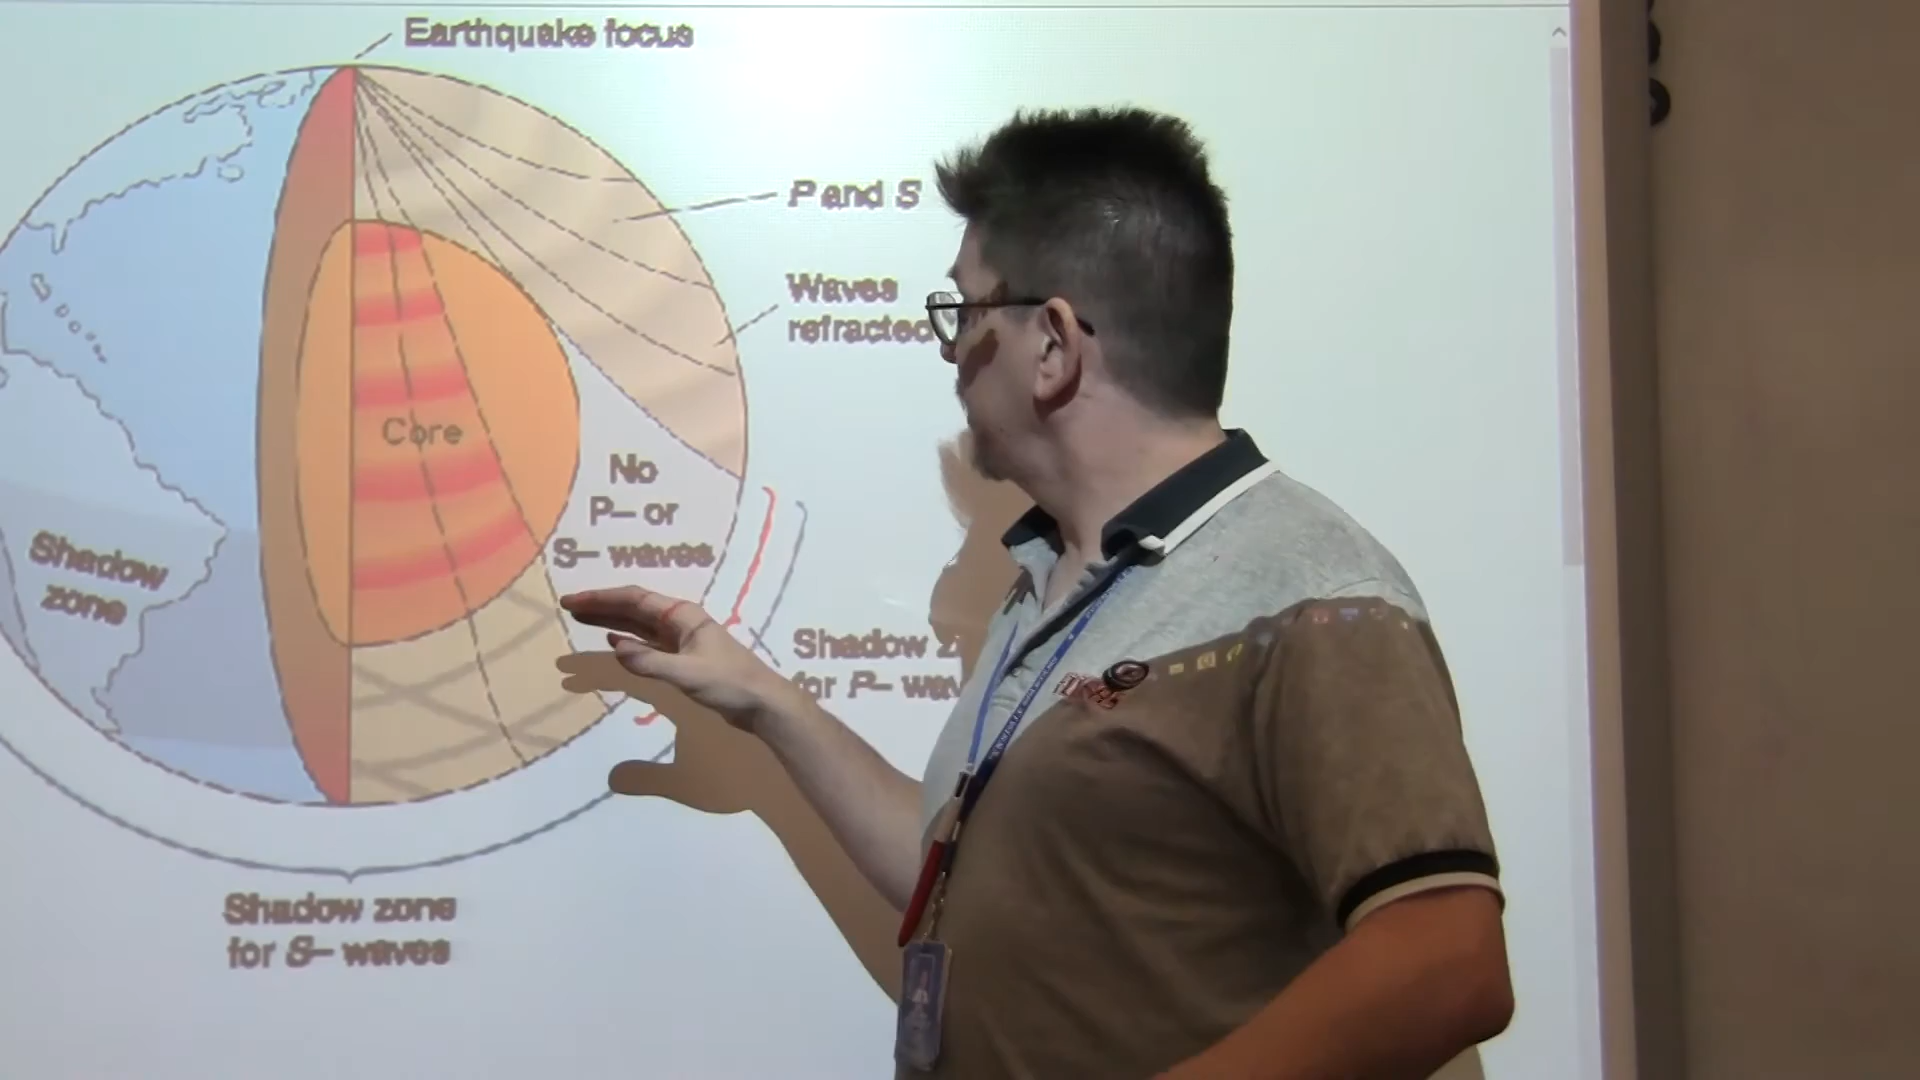 Earthquake focus
P and S
Waves
refracted
Core
No
P– or
S– waves
Shadow
zone
Shadow
for P–
Shadow zone
for S– waves